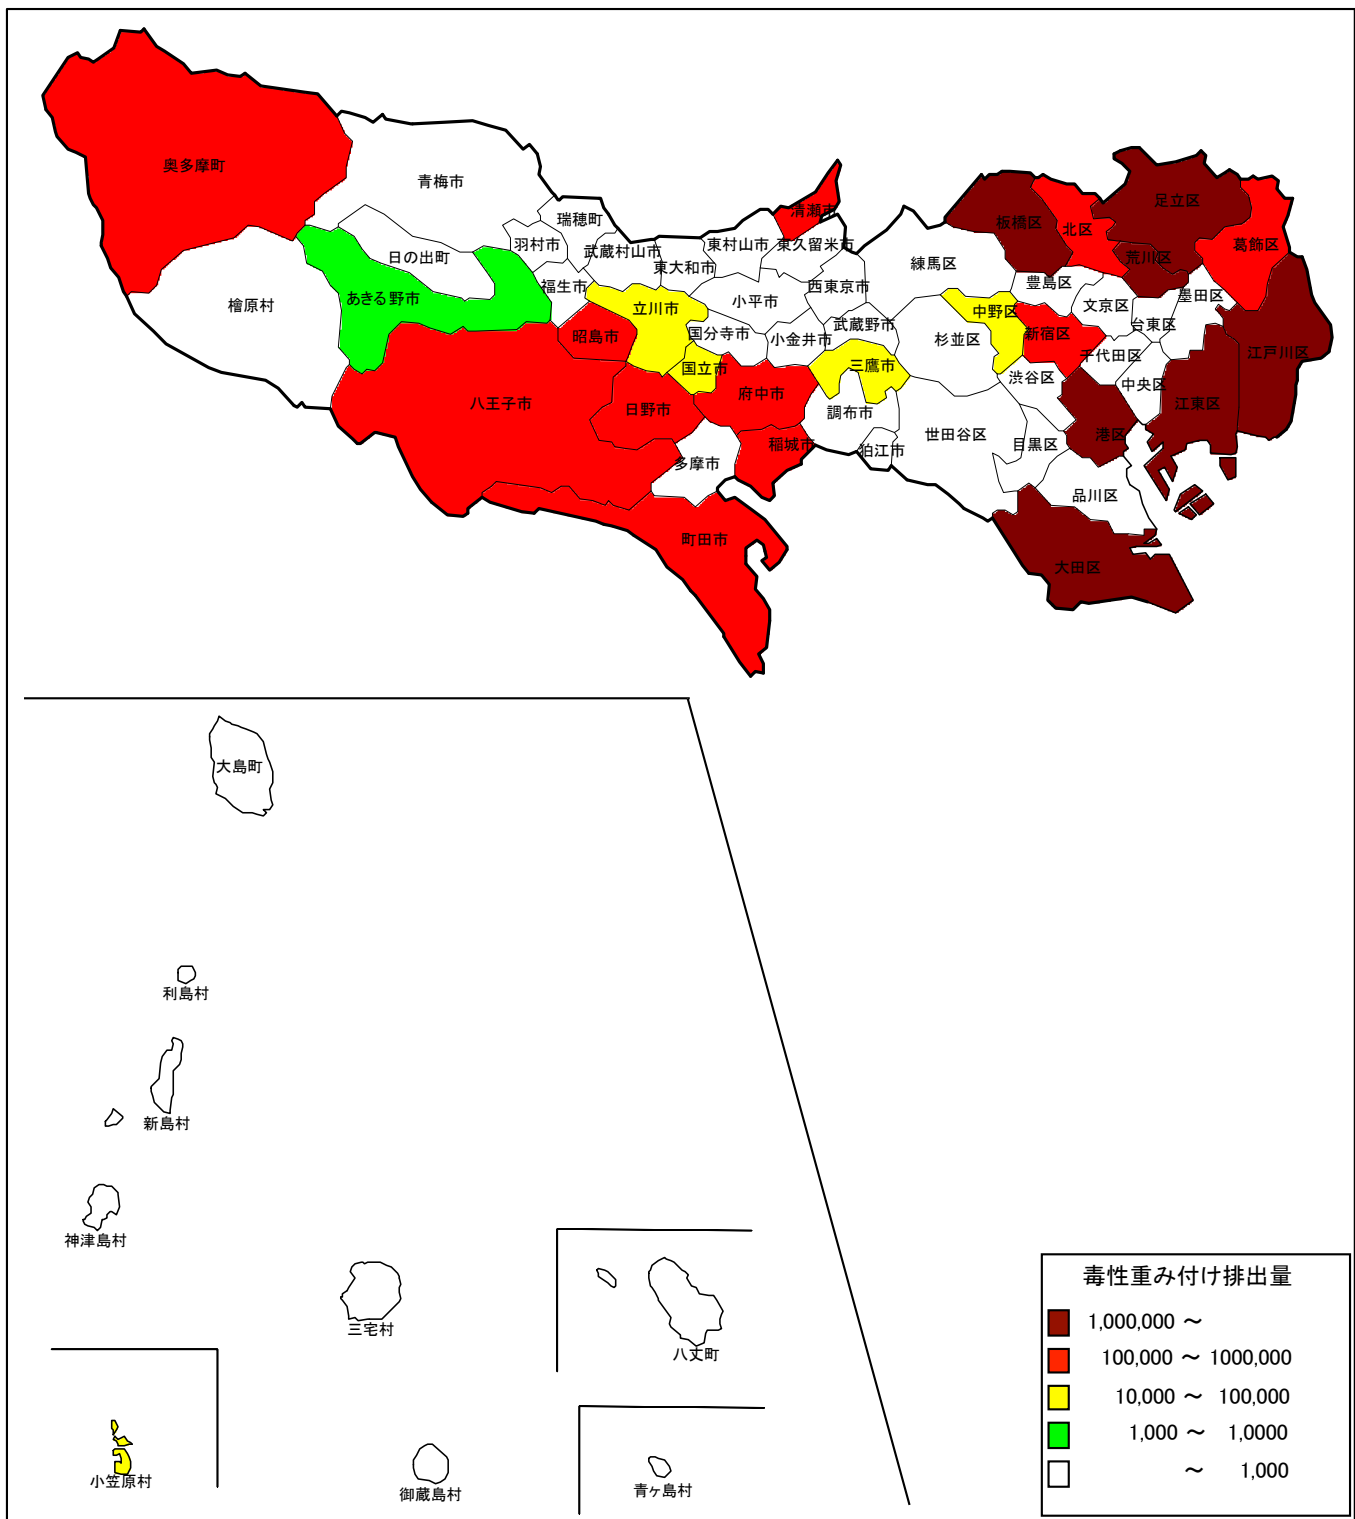 奥多摩町
青梅市
瑞穂町
清瀬市
板橋区
北区
足立区
葛飾区
荒川区
羽村市
武蔵村山市
東村山市
東久留米市
日の出町
東大和市
練馬区
福生市
西東京市
豊島区
墨田区
檜原村
あきる野市
立川市
小平市
文京区
台東区
昭島市
国分寺市
小金井市
武蔵野市
杉並区
中野区
新宿区
千代田区
江戸川区
国立市
三鷹市
渋谷区
中央区
八王子市
日野市
府中市
調布市
江東区
世田谷区
目黒区
港区
多摩市
稲城市
狛江市
品川区
町田市
大田区
大島町
利島村
新島村
神津島村
三宅村
八丈町
小笠原村
御蔵島村
青ヶ島村
毒性重み付け排出量
1,000,000 ～
100,000 ～ 1000,000
10,000 ～ 100,000
1,000 ～ 1,0000
～ 1,000